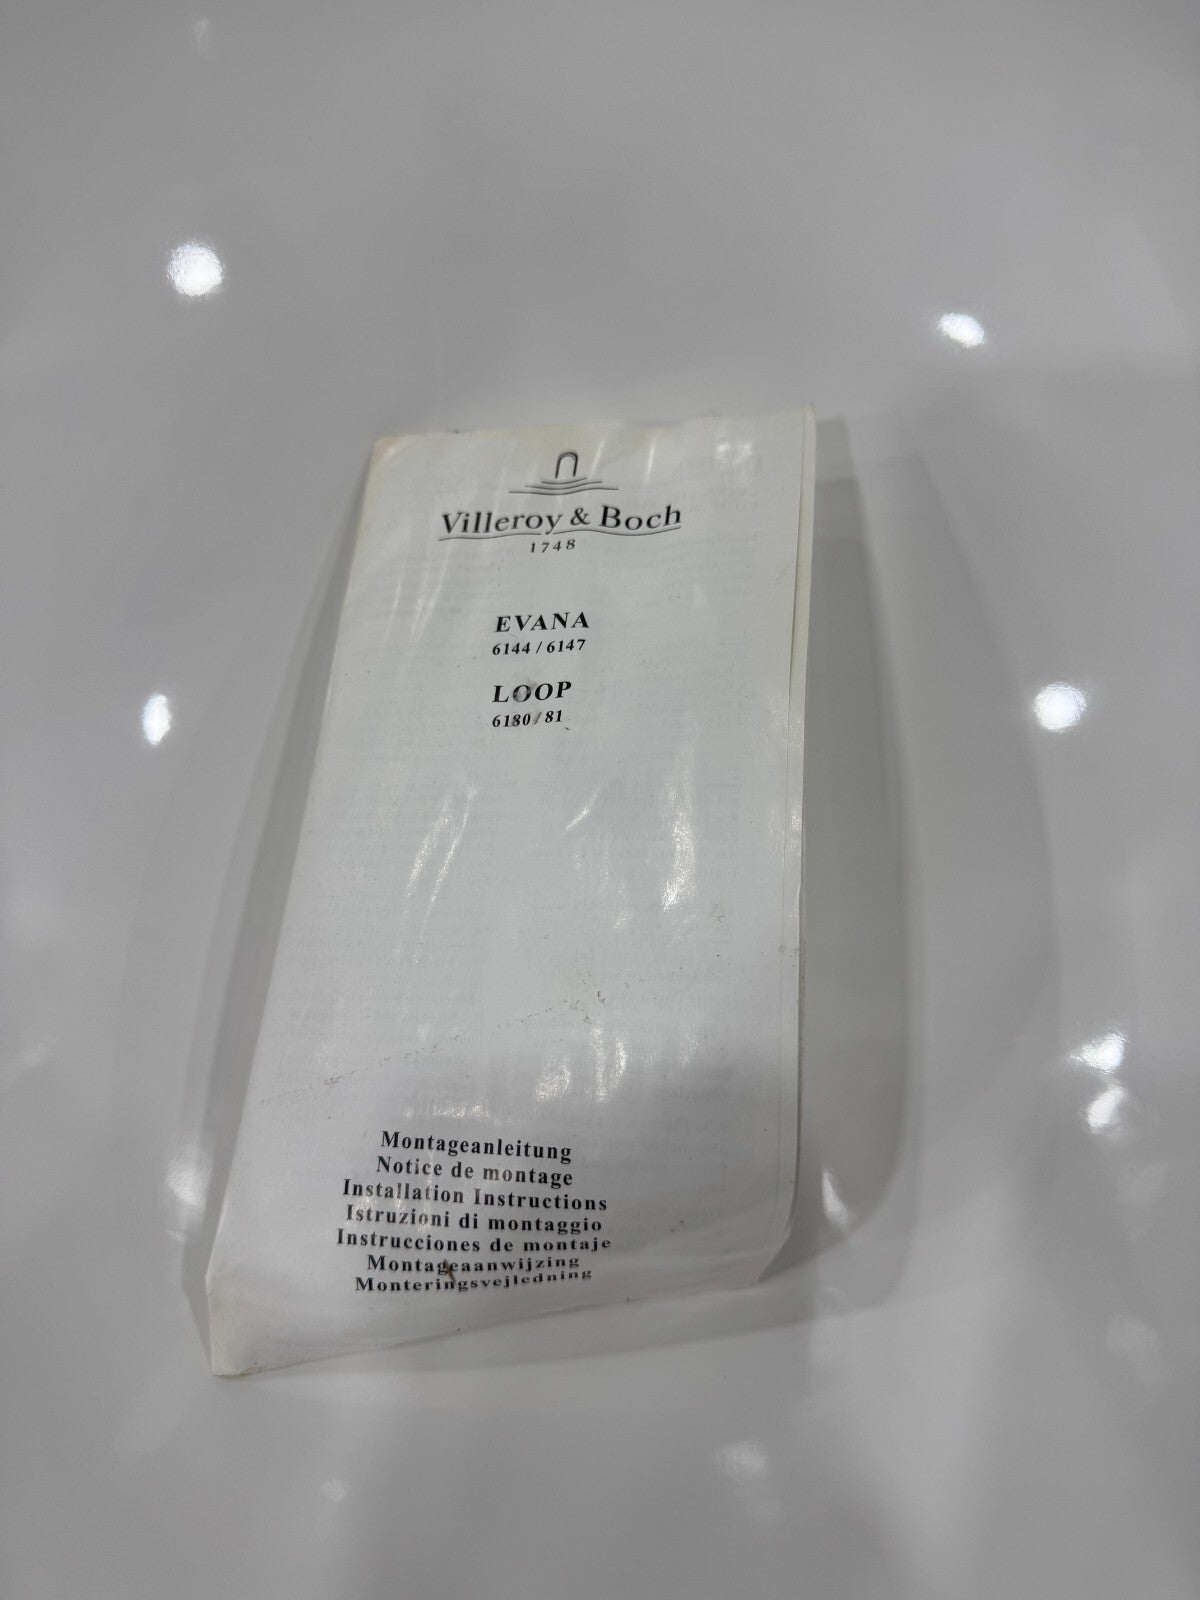 Villeroy & Boch
1748
EVANA
6144 / 6147
LOOP
6180 / 81
Montageanleitung
Notice de montage
Installation Instructions
Istruzioni di montaggio
Instrucciones de montaje
Montageaanwijzing
Monteringsvejledning